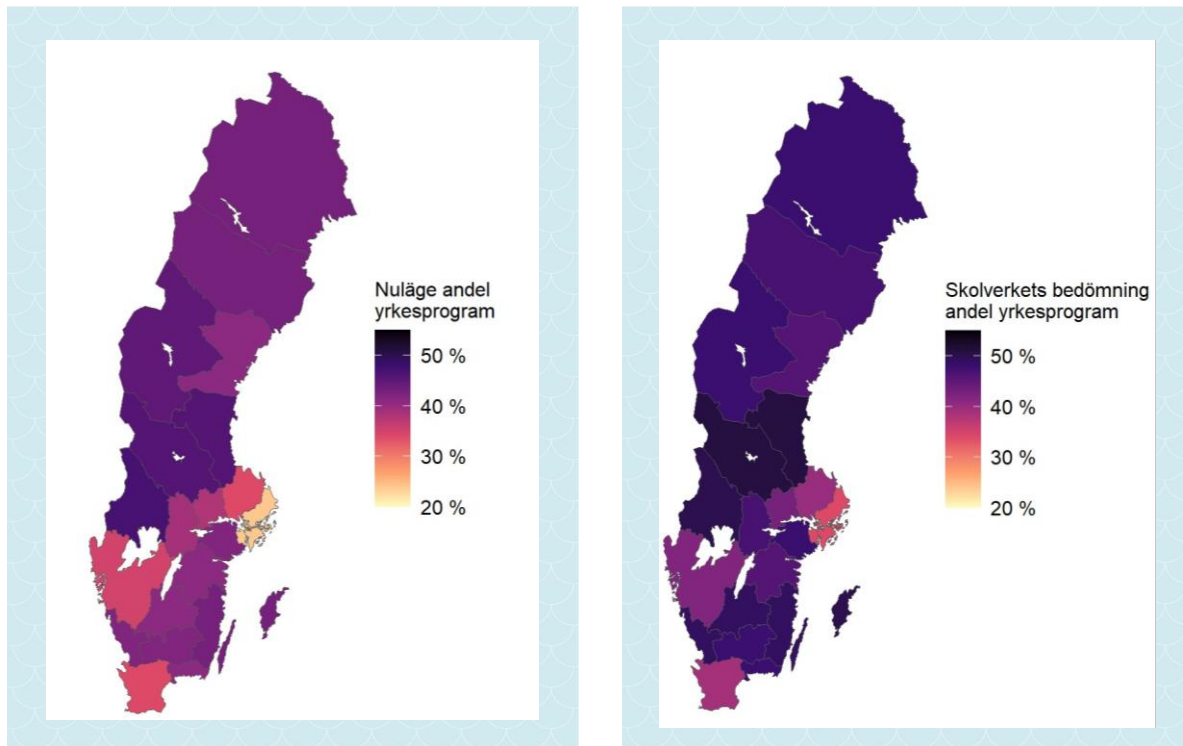 Nuläge andel
yrkesprogram
50 %
40 %
30 %
20 %
Skolverkets bedömning
andel yrkesprogram
50 %
40 %
30 %
20 %